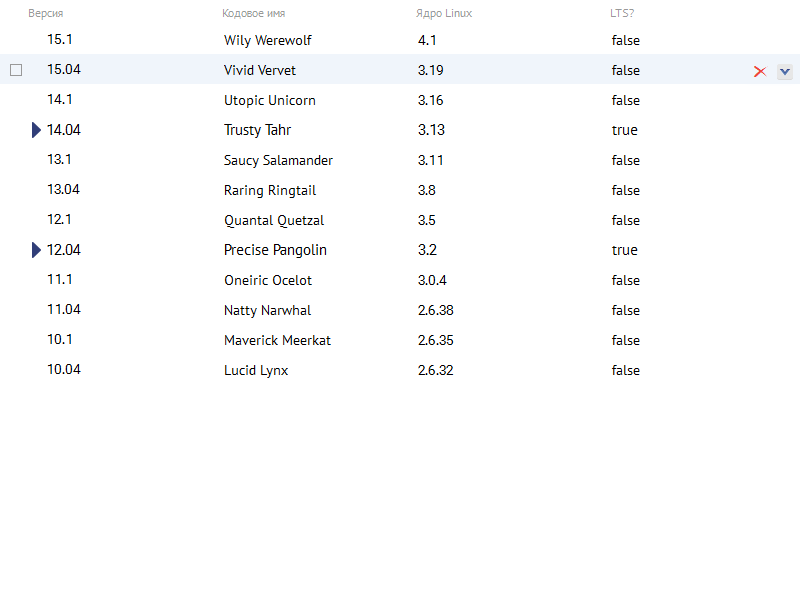 Версия Кодовое имя Ядро Linux LTS?
15.1 Wily Werewolf 4.1 false
15.04 Vivid Vervet 3.19 false
14.1 Utopic Unicorn 3.16 false
14.04 Trusty Tahr 3.13 true
13.1 Saucy Salamander 3.11 false
13.04 Raring Ringtail 3.8 false
12.1 Quantal Quetzal 3.5 false
12.04 Precise Pangolin 3.2 true
11.1 Oneiric Ocelot 3.0.4 false
11.04 Natty Narwhal 2.6.38 false
10.1 Maverick Meerkat 2.6.35 false
10.04 Lucid Lynx 2.6.32 false